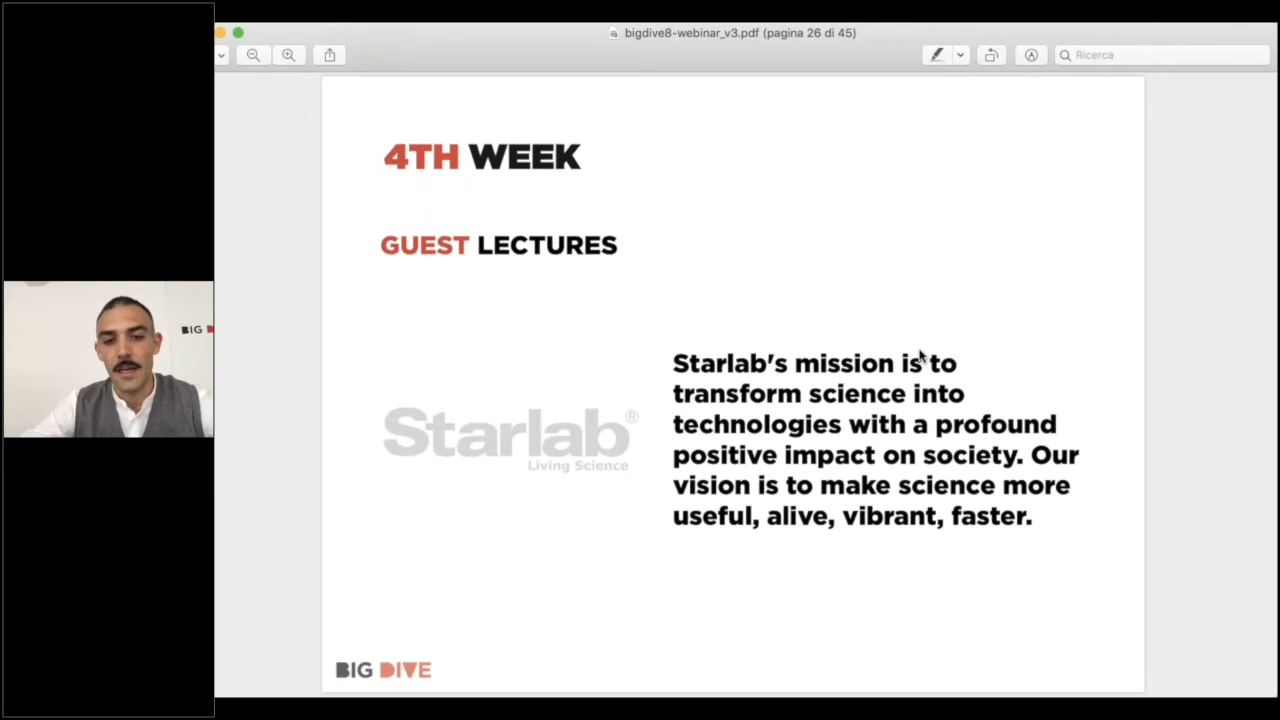 bigdive8-webinar_v3.pdf (pagina 26 di 45)
Ricerca
4TH WEEK
GUEST LECTURES
BIG D
Starlab®
Living Science
Starlab's mission is to
transform science into
technologies with a profound
positive impact on society. Our
vision is to make science more
useful, alive, vibrant, faster.
BIG DIVE